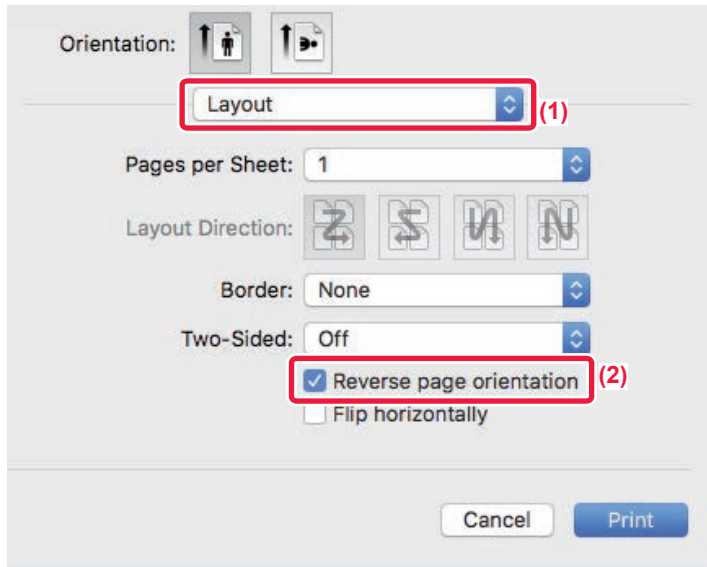 Orientation:
Layout
(1)
Pages per Sheet: 1
Layout Direction:
Border: None
Two-Sided: Off
Reverse page orientation
(2)
Flip horizontally
Cancel
Print